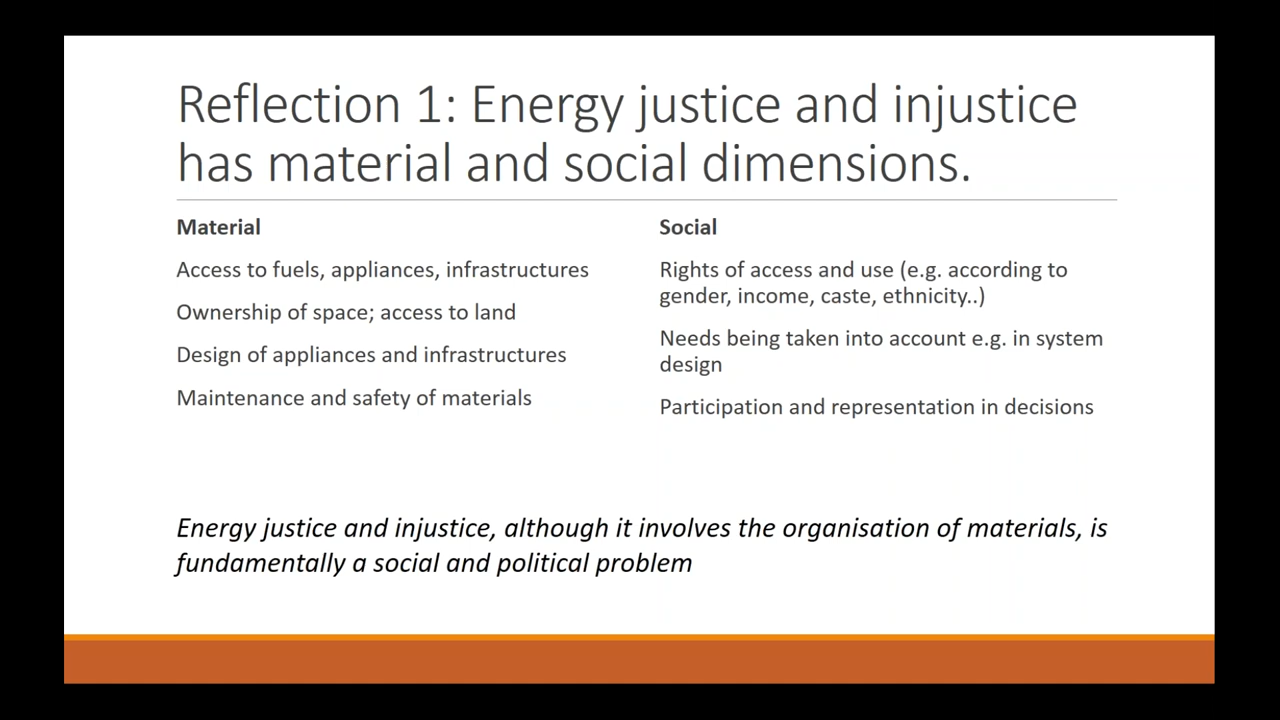 Reflection 1: Energy justice and injustice
has material and social dimensions.
Material
Access to fuels, appliances, infrastructures
Ownership of space; access to land
Design of appliances and infrastructures
Maintenance and safety of materials
Social
Rights of access and use (e.g. according to
gender, income, caste, ethnicity..)
Needs being taken into account e.g. in system
design
Participation and representation in decisions
Energy justice and injustice, although it involves the organisation of materials, is
fundamentally a social and political problem